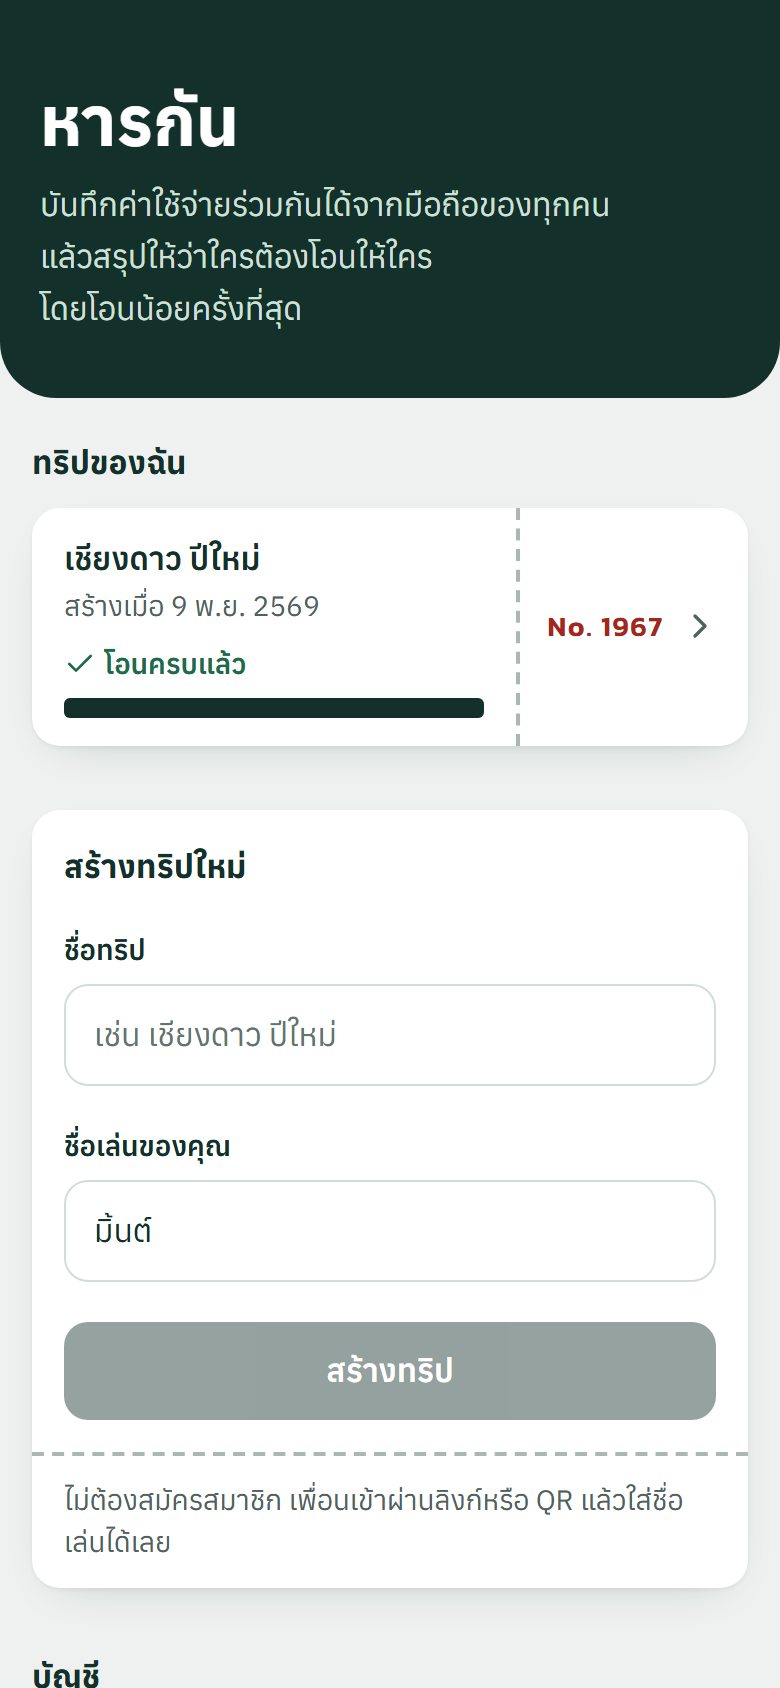 หารกัน
บันทึกค่าใช้จ่ายร่วมกันได้จากมือถือของทุกคน
แล้วสรุปให้ว่าใครต้องโอนให้ใคร
โดยโอนน้อยครั้งที่สุด
ทริปของฉัน
เชียงดาว ปีใหม่
สร้างเมื่อ 9 พ.ย. 2569
โอนครบแล้ว
No. 1967
สร้างทริปใหม่
ชื่อทริป
เช่น เชียงดาว ปีใหม่
ชื่อเล่นของคุณ
มิ้นต์
สร้างทริป
ไม่ต้องสมัครสมาชิก เพื่อนเข้าผ่านลิงก์หรือ QR แล้วใส่ชื่อ
เล่นได้เลย
บัญชี